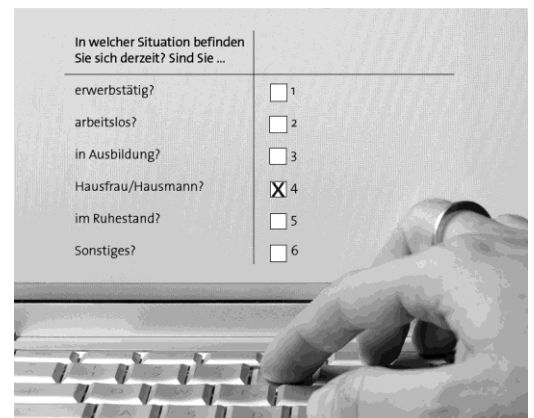 In welcher Situation befinden
Sie sich derzeit? Sind Sie ...
erwerbstätig? 1
arbeitslos? 2
in Ausbildung? 3
Hausfrau/Hausmann? X 4
im Ruhestand? 5
Sonstiges? 6